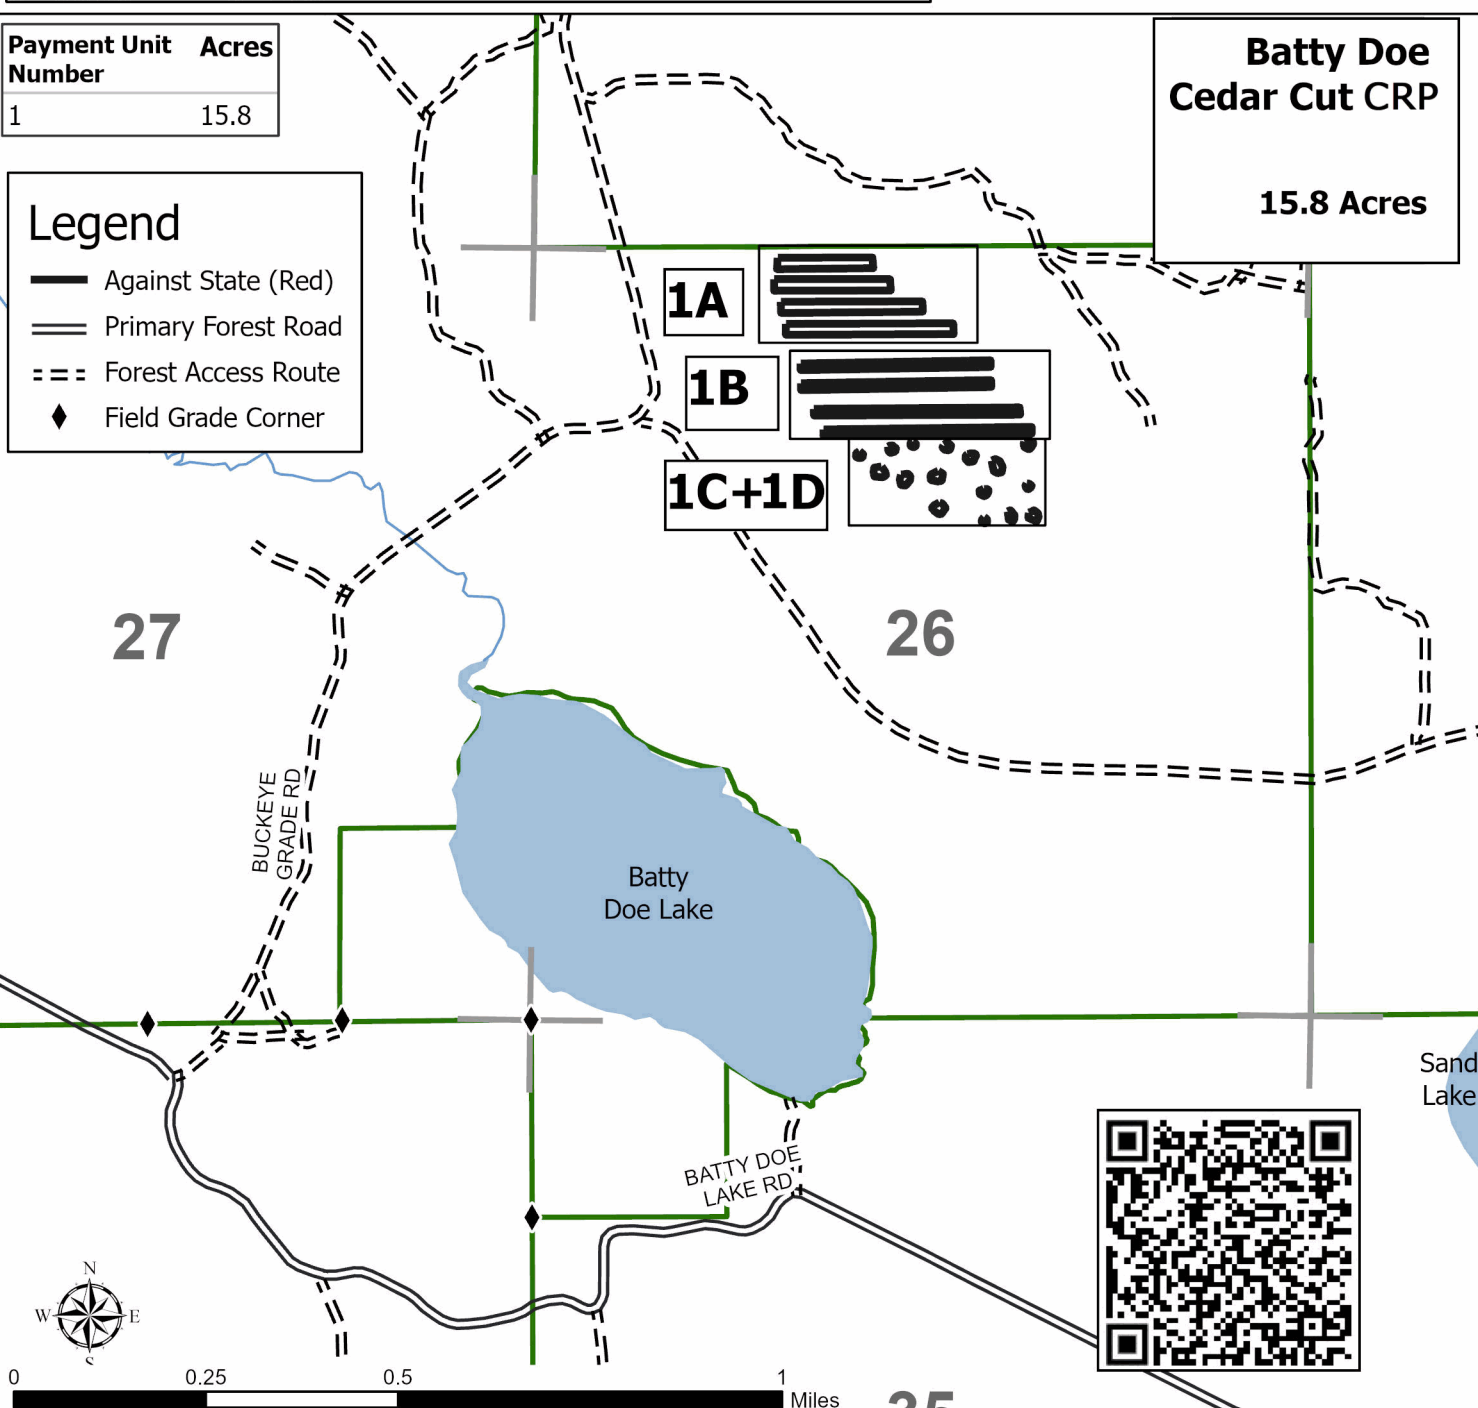 Payment Unit Acres
Number
1 15.8
Batty Doe
Cedar Cut CRP
15.8 Acres
Legend
Against State (Red)
Primary Forest Road
Forest Access Route
Field Grade Corner
1A
1B
1C+1D
27
26
BUCKEYE
GRADE RD
Batty
Doe Lake
Sand
Lake
BATTY DOE
LAKE RD
N
W E
S
0 0.25 0.5 1
Miles
35